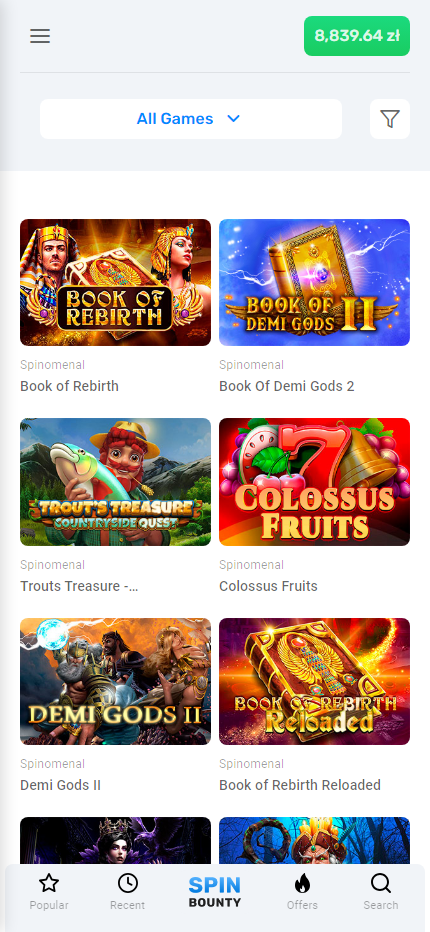 8,839.64 zł
All Games
BOOK OF
REBIRTH
BOOK OF
DEMI GODS II
Spinomenal
Spinomenal
Book of Rebirth
Book Of Demi Gods 2
TROUT'S TREASURE
COUNTRYSIDE QUEST
7
COLOSSUS
FRUITS
Spinomenal
Spinomenal
Trouts Treasure -...
Colossus Fruits
DEMI GODS II
BOOK OF REBIRTH
Reloaded
Spinomenal
Spinomenal
Demi Gods II
Book of Rebirth Reloaded
SPIN
BOUNTY
Popular
Recent
Offers
Search